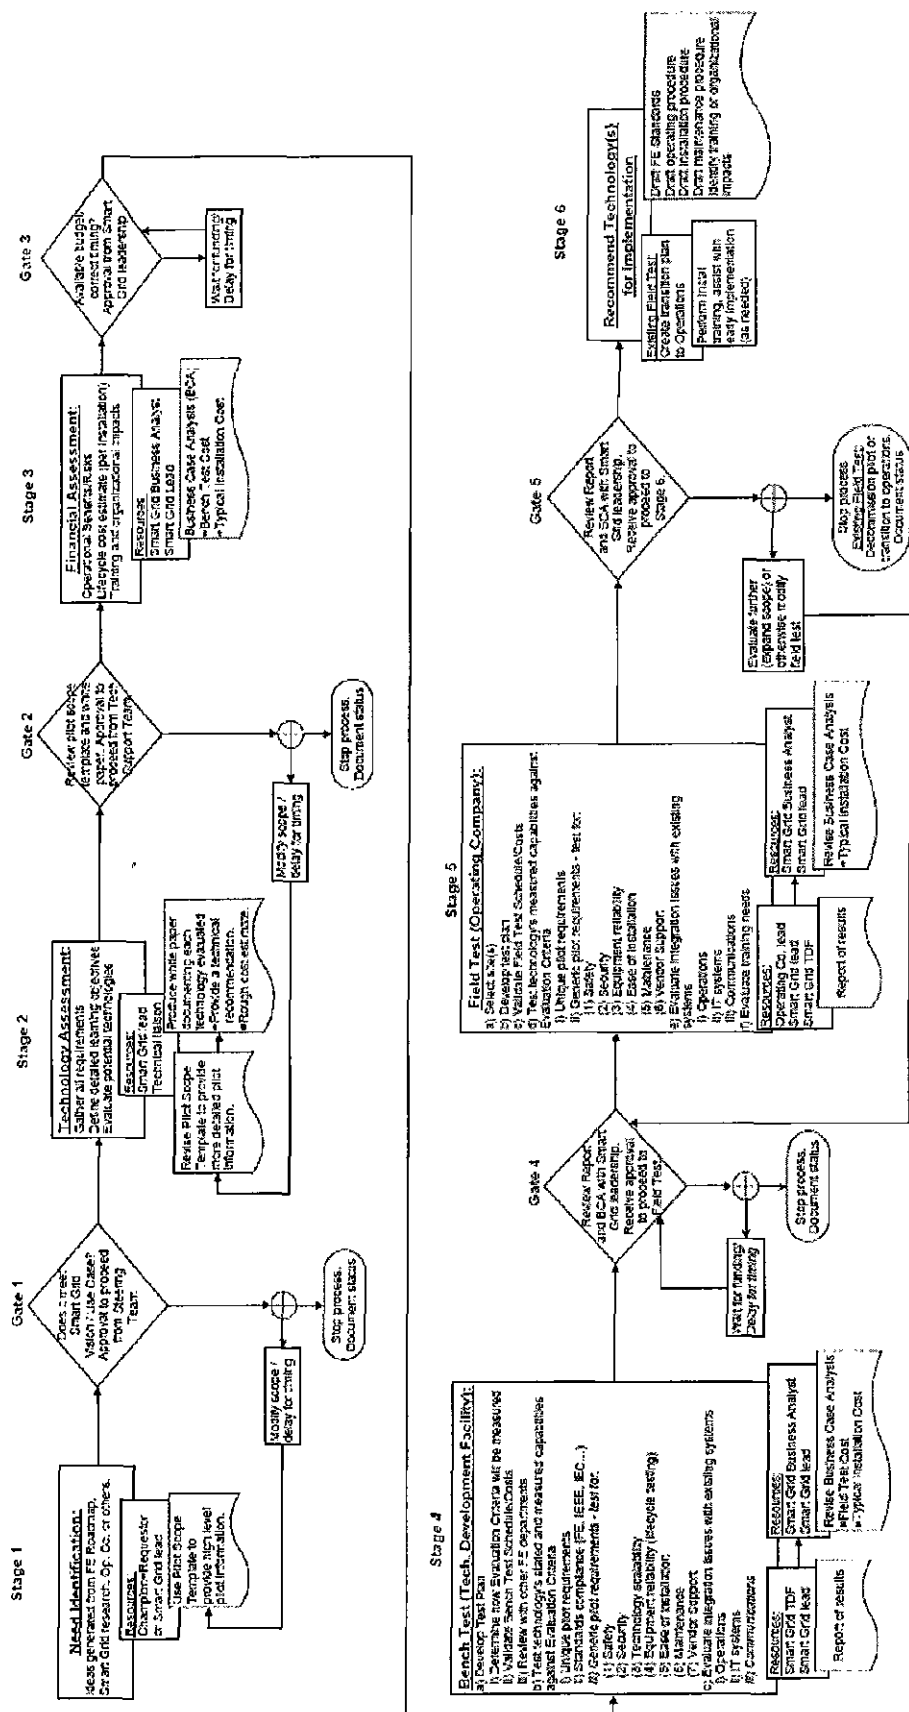 Stage 1
Need Identification:
Ideas generated from FE Roadmap,
Smart Grid research, Op. Co. or others.
Resources:
Champion=Requestor
or Smart Grid lead
Use Pilot Scope
Template to
provide high level
pilot information.
Gate 1
Does it meet
Smart Grid
Vision / Use Case?
Approval to proceed
from Steering
Team
Modify scope /
delay for timing
Stop process.
Document status
Stage 2
Technology Assessment:
Gather all requirements
Define detailed learning objectives
Evaluate potential technologies
Resources:
Smart Grid lead
Technical liaison
Revise Pilot Scope
Template to provide
more detailed pilot
information.
Produce white paper
documenting each
technology evaluated
Provide a technical
recommendation.
Rough cost estimate.
Gate 2
Review pilot scope
template and white
paper. Approval to
proceed from Tech
Support Team
Modify scope /
delay for timing
Stop process.
Document status
Stage 3
Financial Assessment:
Operational Benefits/Risks
Lifecycle cost estimate (per installation)
Training and organizational impacts
Resources
Smart Grid Business Analyst
Smart Grid Lead
Business Case Analysis (BCA)
Bench Test Cost
Typical Installation Cost
Gate 3
Available budget,
correct timing?
Approval from Smart
Grid leadership
Wait for funding/
Delay for timing
Stage 4
Bench Test (Tech. Development Facility):
a) Develop Test Plan
i) Determine how Evaluation Criteria will be measured
ii) Validate Bench Test Schedule/Costs
iii) Review with other FE departments
b) Test technology's stated and measured capabilities
against Evaluation Criteria
i) Unique pilot requirements
ii) Standards compliance (FE, IEEE, IEC...)
iii) Generic pilot requirements - test for:
(1) Safety
(2) Security
(3) Technology scalability
(4) Equipment reliability (lifecycle testing)
(5) Ease of installation
(6) Maintenance
(7) Vendor Support
c) Evaluate integration issues with existing systems
i) Operations
ii) IT systems
iii) Communications
Resources:
Smart Grid TDF
Smart Grid lead
Report of results
Resources:
Smart Grid Business Analyst
Smart Grid lead
Revise Business Case Analysis
Field Test Cost
Typical Installation Cost
Gate 4
Review Report
and BCA with Smart
Grid leadership.
Receive approval
to proceed to
Field Test.
Wait for funding/
Delay for timing
Stop process.
Document status
Stage 5
Field Test (Operating Company):
a) Select site(s)
b) Develop test plan
c) Validate Field Test Schedule/Costs
d) Test technology's measured capabilities against
Evaluation Criteria
i) Unique pilot requirements
ii) Generic pilot requirements - test for:
(1) Safety
(2) Security
(3) Equipment reliability
(4) Ease of installation
(5) Maintenance
(6) Vendor Support
e) Evaluate integration issues with existing
systems
i) Operations
ii) IT systems
iii) Communications
f) Evaluate training needs
Resources:
Operating Co. lead
Smart Grid lead
Smart Grid TDF
Report of results
Resources:
Smart Grid Business Analyst
Smart Grid lead
Revise Business Case Analysis
Typical Installation Cost
Gate 5
Review Report
and BCA with Smart
Grid leadership.
Receive approval to
proceed to
Stage 6.
Evaluate further
(expand scope) or
otherwise modify
field test
Stop process
Existing Field Test:
Decommission pilot or
transition to operations.
Document status
Stage 6
Recommend Technology(s)
for Implementation
Existing Field Test:
Create transition plan
to Operations
Perform initial
training, assist with
early implementation
(as needed)
Draft FE Standards
Draft operating procedure
Draft installation procedure
Draft maintenance procedure
Identify training or organizational
impacts